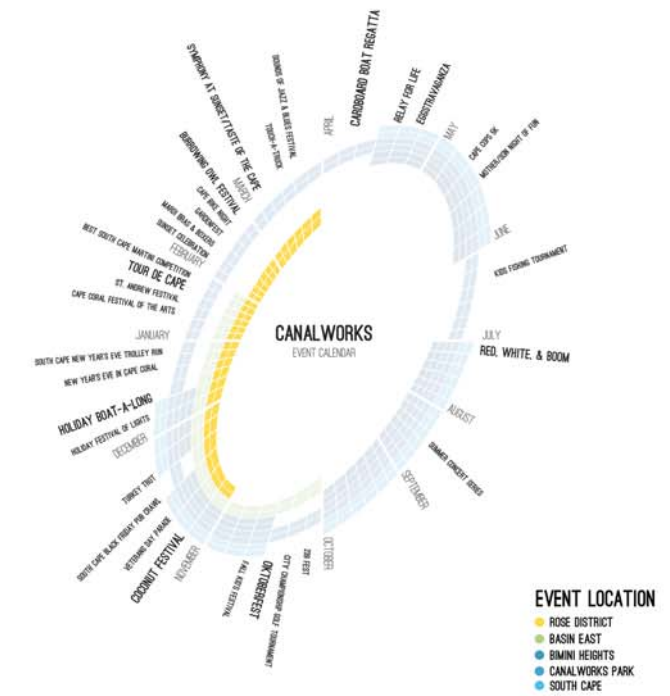 CANALWORKS
EVENT CALENDAR
APRIL
CARDBOARD BOAT REGATTA
RELAY FOR LIFE
EGGSTRAVAGANZA
MAY
CAPE COPS 5K
MOTHER/SON NIGHT OF FUN
JUNE
KIDS FISHING TOURNAMENT
JULY
RED, WHITE, & BOOM
AUGUST
SUMMER CONCERT SERIES
SEPTEMBER
OCTOBER
ZOO FEST
CITY CHAMPIONSHIP GOLF TOURNAMENT
OKTOBERFEST
FALL KID'S FESTIVAL
NOVEMBER
COCONUT FESTIVAL
VETERANS DAY PARADE
SOUTH CAPE BLACK FRIDAY PUB CRAWL
TURKEY TROT
DECEMBER
HOLIDAY FESTIVAL OF LIGHTS
HOLIDAY BOAT-A-LONG
NEW YEAR'S EVE IN CAPE CORAL
SOUTH CAPE NEW YEAR'S EVE TROLLEY RUN
JANUARY
CAPE CORAL FESTIVAL OF THE ARTS
ST. ANDREW FESTIVAL
TOUR DE CAPE
BEST SOUTH CAPE MARTINI COMPETITION
FEBRUARY
SUNSET CELEBRATION
MARDI GRAS & BOXERS
GARDENFEST
CAPE BIKE NIGHT
BURROWING OWL FESTIVAL
MARCH
SYMPHONY AT SUNSET/TASTE OF THE CAPE
TOUCH-A-TRUCK
SOUNDS OF JAZZ & BLUES FESTIVAL
EVENT LOCATION
ROSE DISTRICT
BASIN EAST
BIMINI HEIGHTS
CANALWORKS PARK
SOUTH CAPE